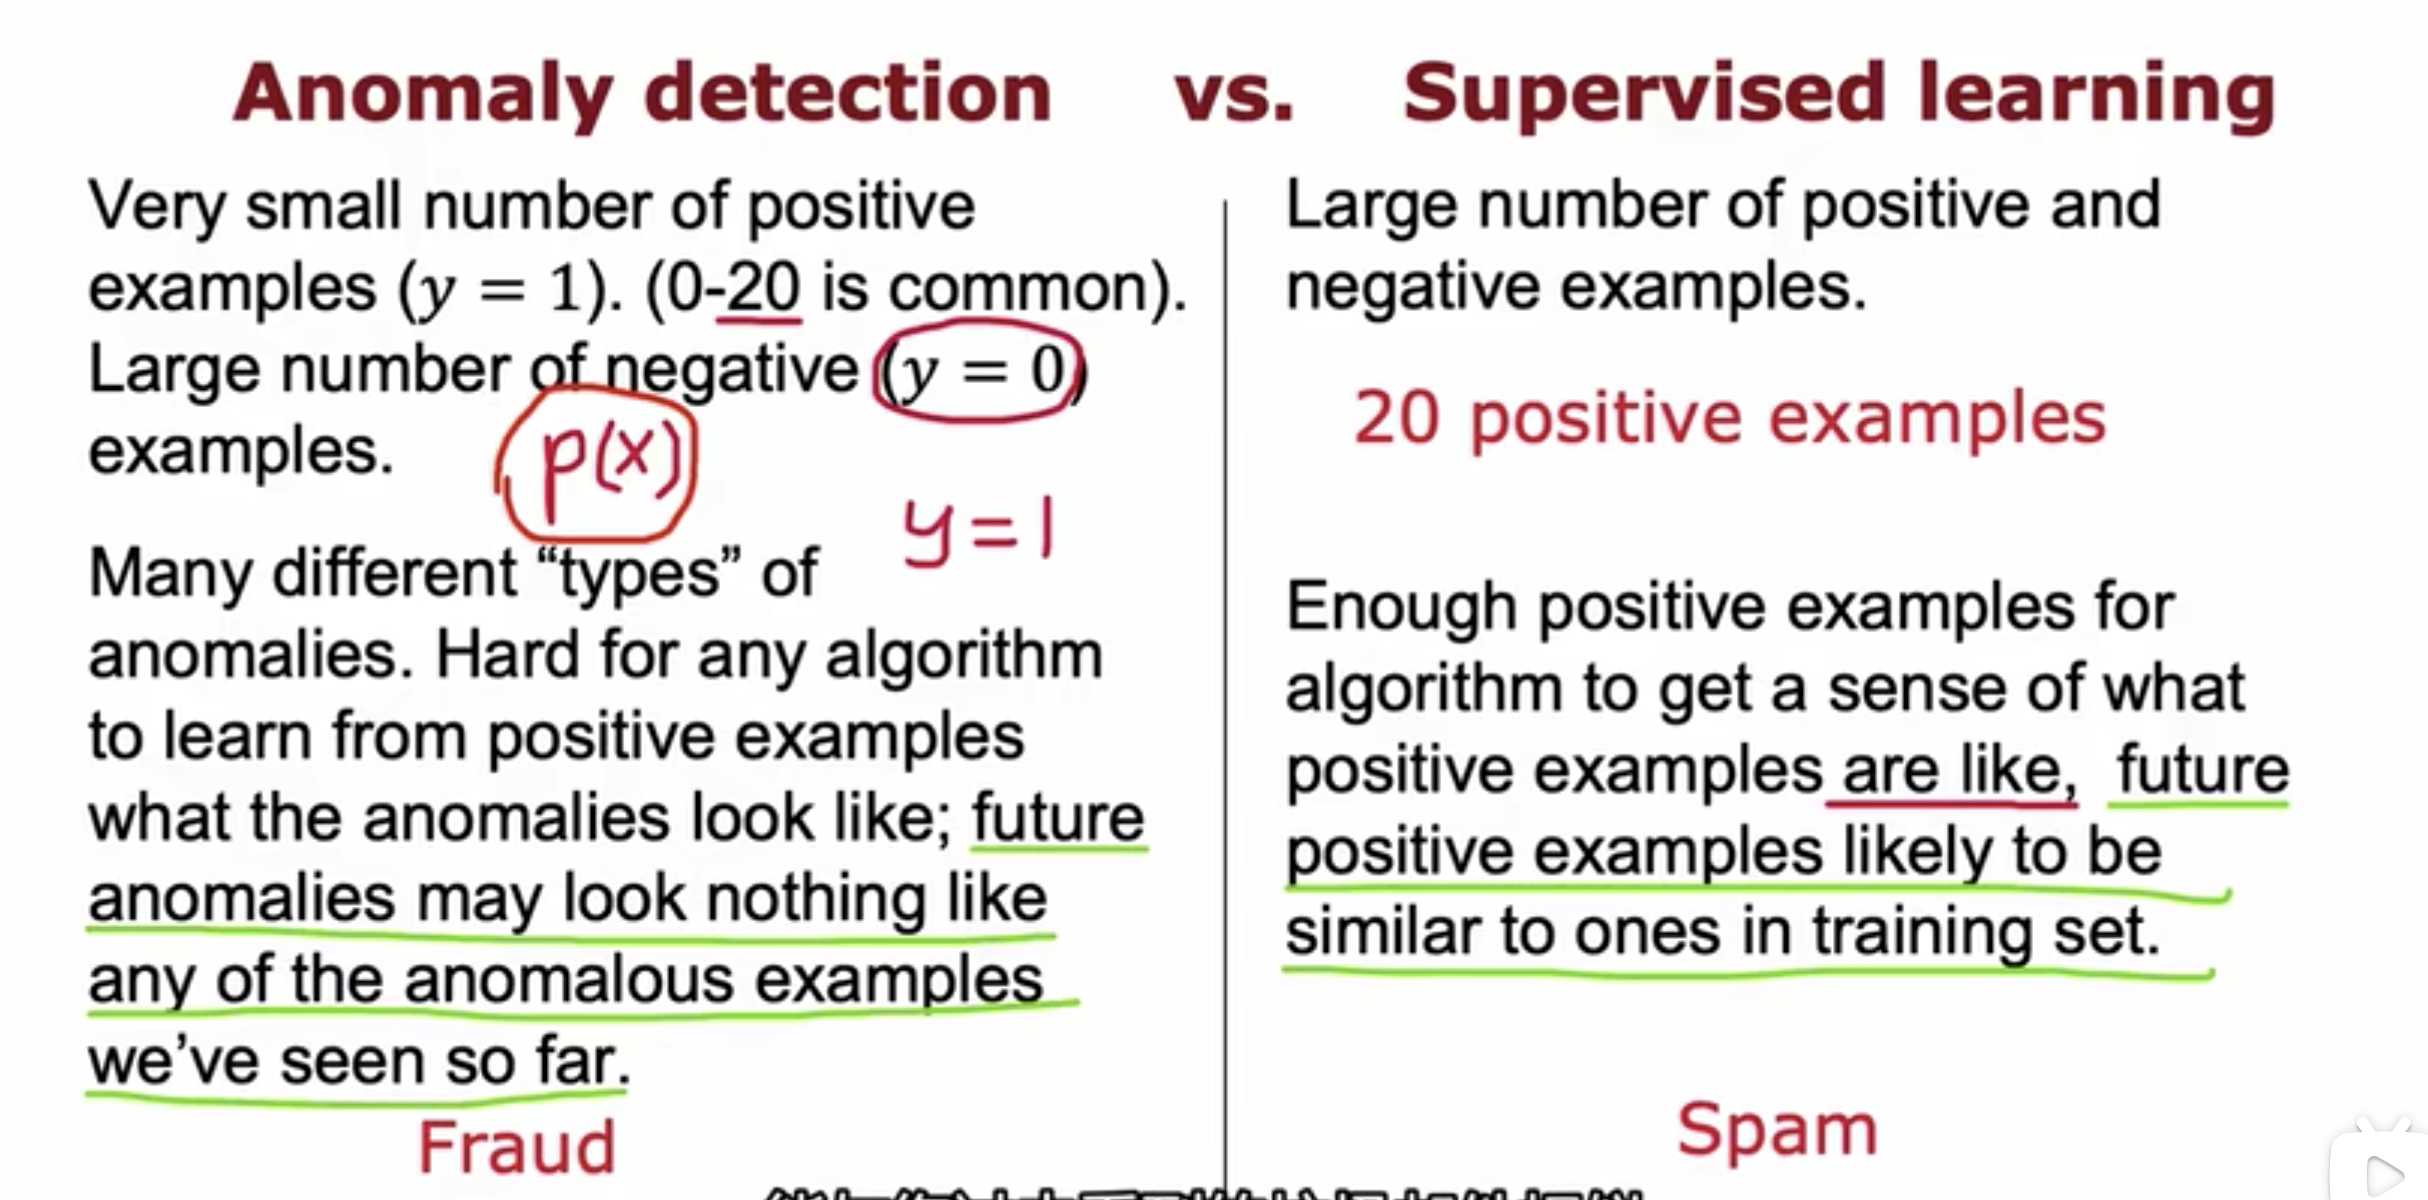 Anomaly detection vs. Supervised learning
Very small number of positive
examples (y = 1). (0-20 is common).
Large number of negative (y = 0)
examples.
p(x)
y=1
Many different “types” of
anomalies. Hard for any algorithm
to learn from positive examples
what the anomalies look like; future
anomalies may look nothing like
any of the anomalous examples
we’ve seen so far.
Fraud
Large number of positive and
negative examples.
20 positive examples
Enough positive examples for
algorithm to get a sense of what
positive examples are like, future
positive examples likely to be
similar to ones in training set.
Spam